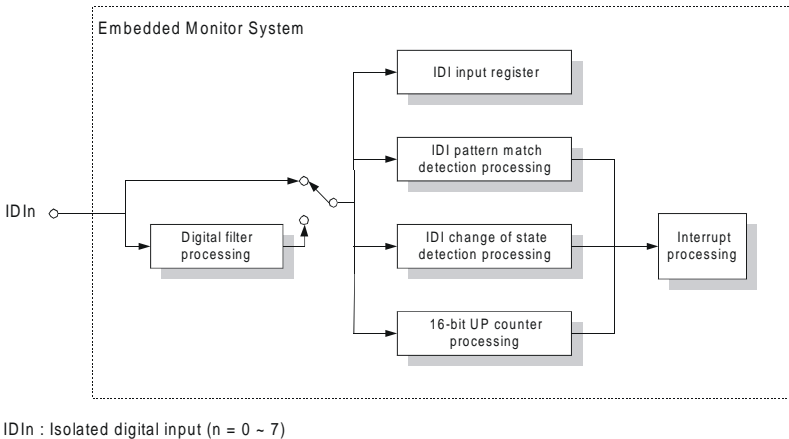 Embedded Monitor System
IDI input register
IDI pattern match
detection processing
IDIn
Digital filter
processing
IDI change of state
detection processing
Interrupt
processing
16-bit UP counter
processing
IDIn : Isolated digital input (n = 0 ~ 7)